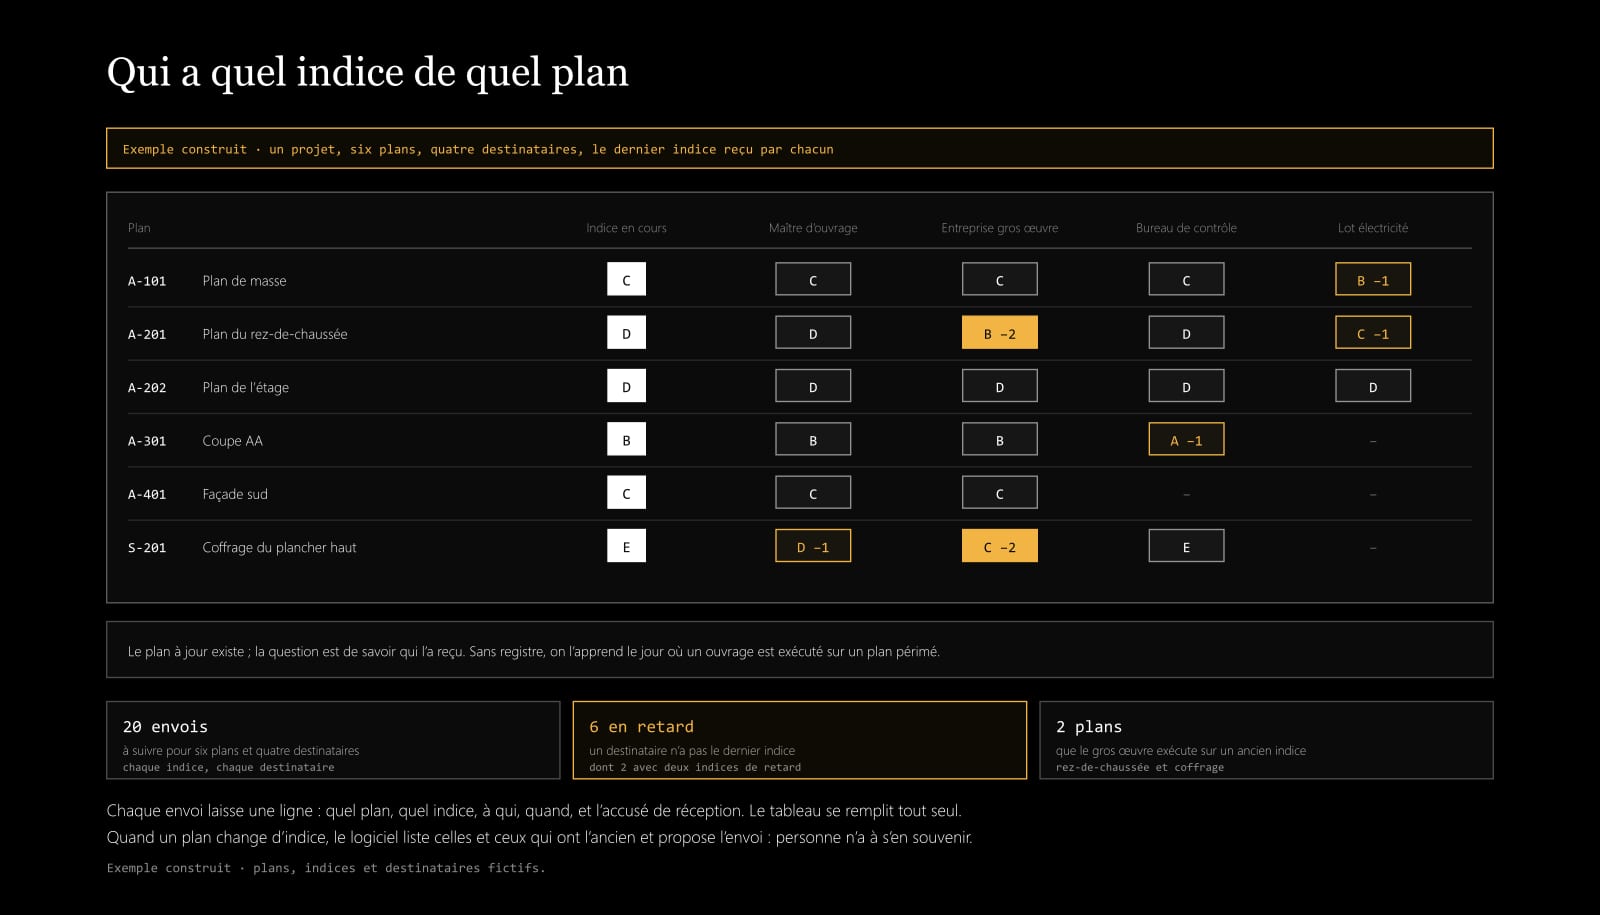 Qui a quel indice de quel plan
Exemple construit · un projet, six plans, quatre destinataires, le dernier indice reçu par chacun
Plan Indice en cours Maître d'ouvrage Entreprise gros œuvre Bureau de contrôle Lot électricité
A-101 Plan de masse C C C C B −1
A-201 Plan du rez-de-chaussée D D B −2 D C −1
A-202 Plan de l'étage D D D D D
A-301 Coupe AA B B B A −1 –
A-401 Façade sud C C C – –
S-201 Coffrage du plancher haut E D −1 C −2 E –
Le plan à jour existe ; la question est de savoir qui l'a reçu. Sans registre, on l'apprend le jour où un ouvrage est exécuté sur un plan périmé.
20 envois
à suivre pour six plans et quatre destinataires
chaque indice, chaque destinataire
6 en retard
un destinataire n'a pas le dernier indice
dont 2 avec deux indices de retard
2 plans
que le gros œuvre exécute sur un ancien indice
rez-de-chaussée et coffrage
Chaque envoi laisse une ligne : quel plan, quel indice, à qui, quand, et l'accusé de réception. Le tableau se remplit tout seul.
Quand un plan change d'indice, le logiciel liste celles et ceux qui ont l'ancien et propose l'envoi : personne n'a à s'en souvenir.
Exemple construit · plans, indices et destinataires fictifs.